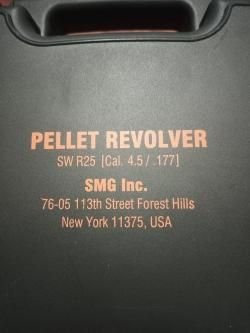 PELLET REVOLVER
SW R25 [Cal. 4.5 / .177]
SMG Inc.
76-05 113th Street Forest Hills
New York 11375, USA